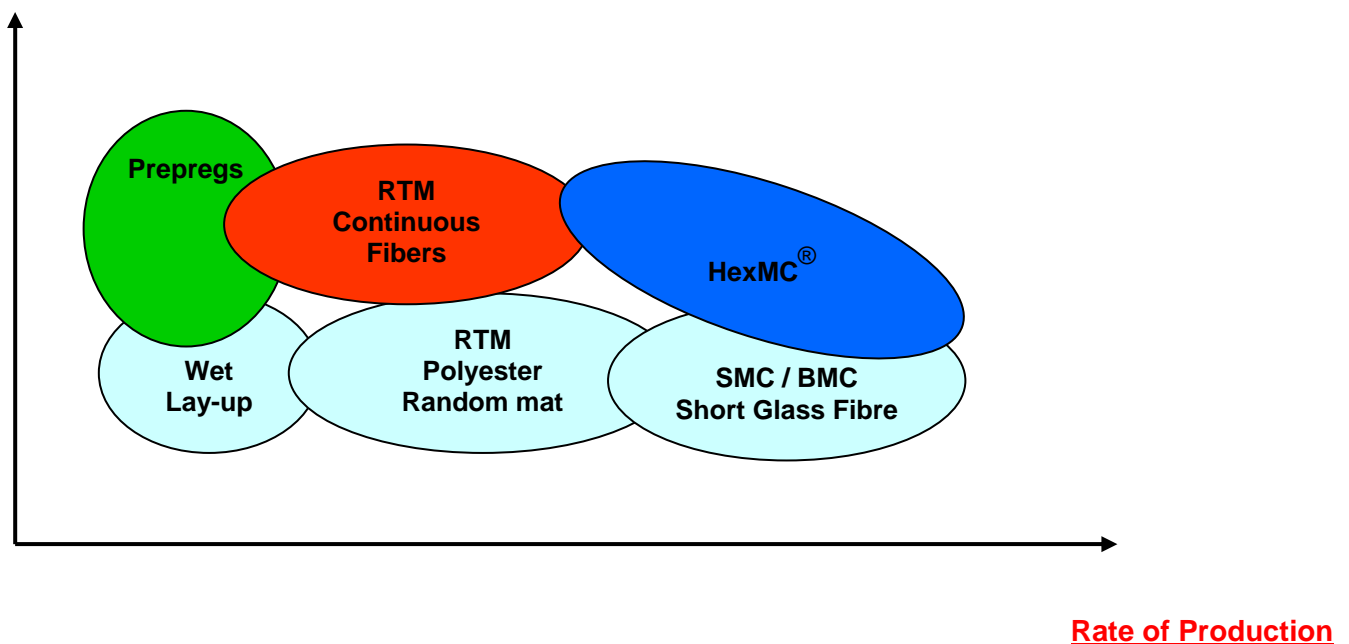 Prepregs
RTM
Continuous
Fibers
HexMC®
Wet
Lay-up
RTM
Polyester
Random mat
SMC / BMC
Short Glass Fibre
Rate of Production